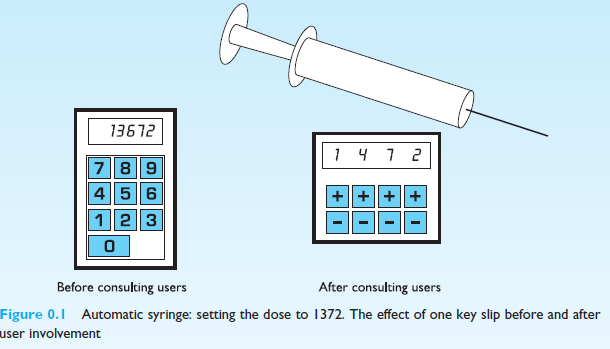 13672
7 8 9
4 5 6
1 2 3
0
1 4 7 2
+ + + +
- - - -
Before consulting users
After consulting users
Figure 0.1 Automatic syringe: setting the dose to 1372. The effect of one key slip before and after
user involvement